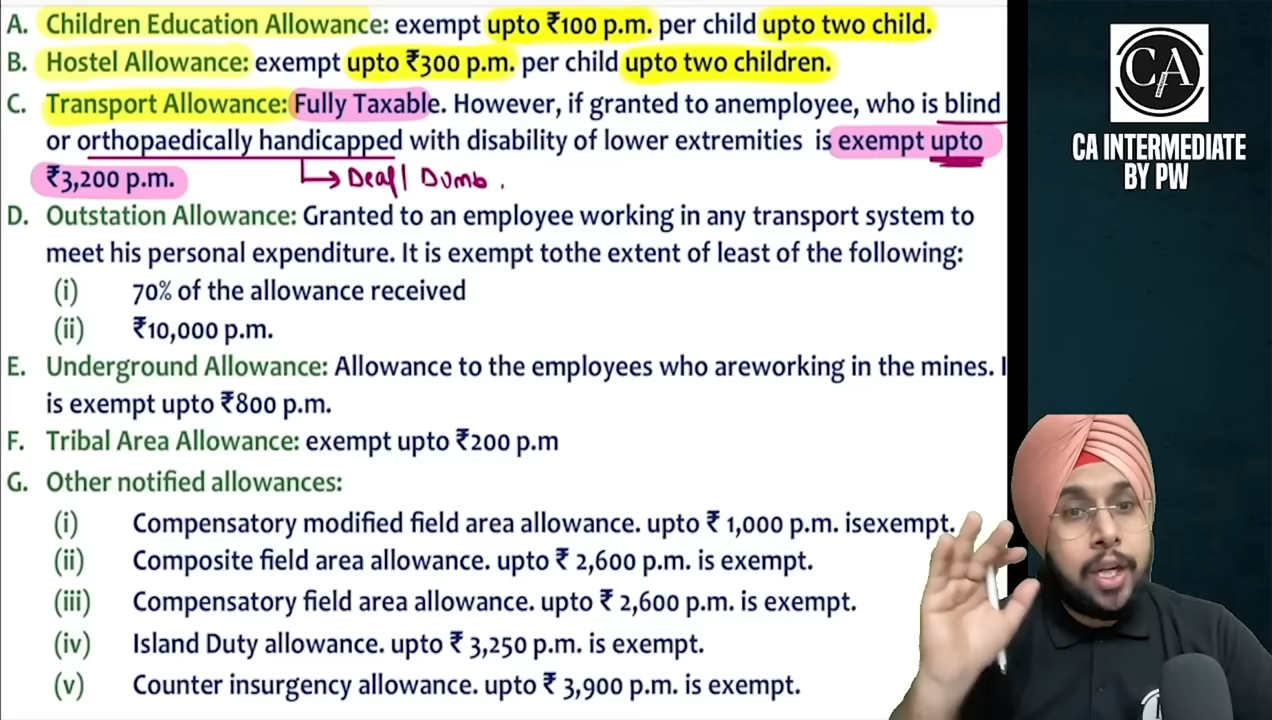 A. Children Education Allowance: exempt upto ₹100 p.m. per child upto two child.
B. Hostel Allowance: exempt upto ₹300 p.m. per child upto two children.
C. Transport Allowance: Fully Taxable. However, if granted to anemployee, who is blind
or orthopaedically handicapped with disability of lower extremities is exempt upto
₹3,200 p.m.
Deaf/ Dumb.
D. Outstation Allowance: Granted to an employee working in any transport system to
meet his personal expenditure. It is exempt tothe extent of least of the following:
(i) 70% of the allowance received
(ii) ₹10,000 p.m.
E. Underground Allowance: Allowance to the employees who areworking in the mines. I
is exempt upto ₹800 p.m.
F. Tribal Area Allowance: exempt upto ₹200 p.m
G. Other notified allowances:
(i) Compensatory modified field area allowance. upto ₹ 1,000 p.m. isexempt.
(ii) Composite field area allowance. upto ₹ 2,600 p.m. is exempt.
(iii) Compensatory field area allowance. upto ₹ 2,600 p.m. is exempt.
(iv) Island Duty allowance. upto ₹ 3,250 p.m. is exempt.
(v) Counter insurgency allowance. upto ₹ 3,900 p.m. is exempt.
CA
CA INTERMEDIATE
BY PW